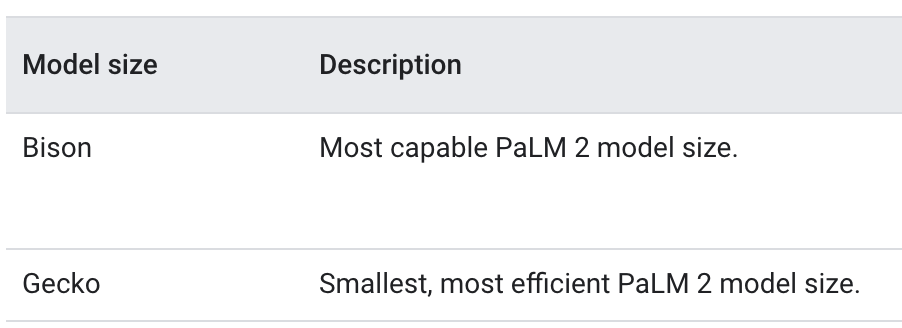 Model size Description
Bison Most capable PaLM 2 model size.
Gecko Smallest, most efficient PaLM 2 model size.